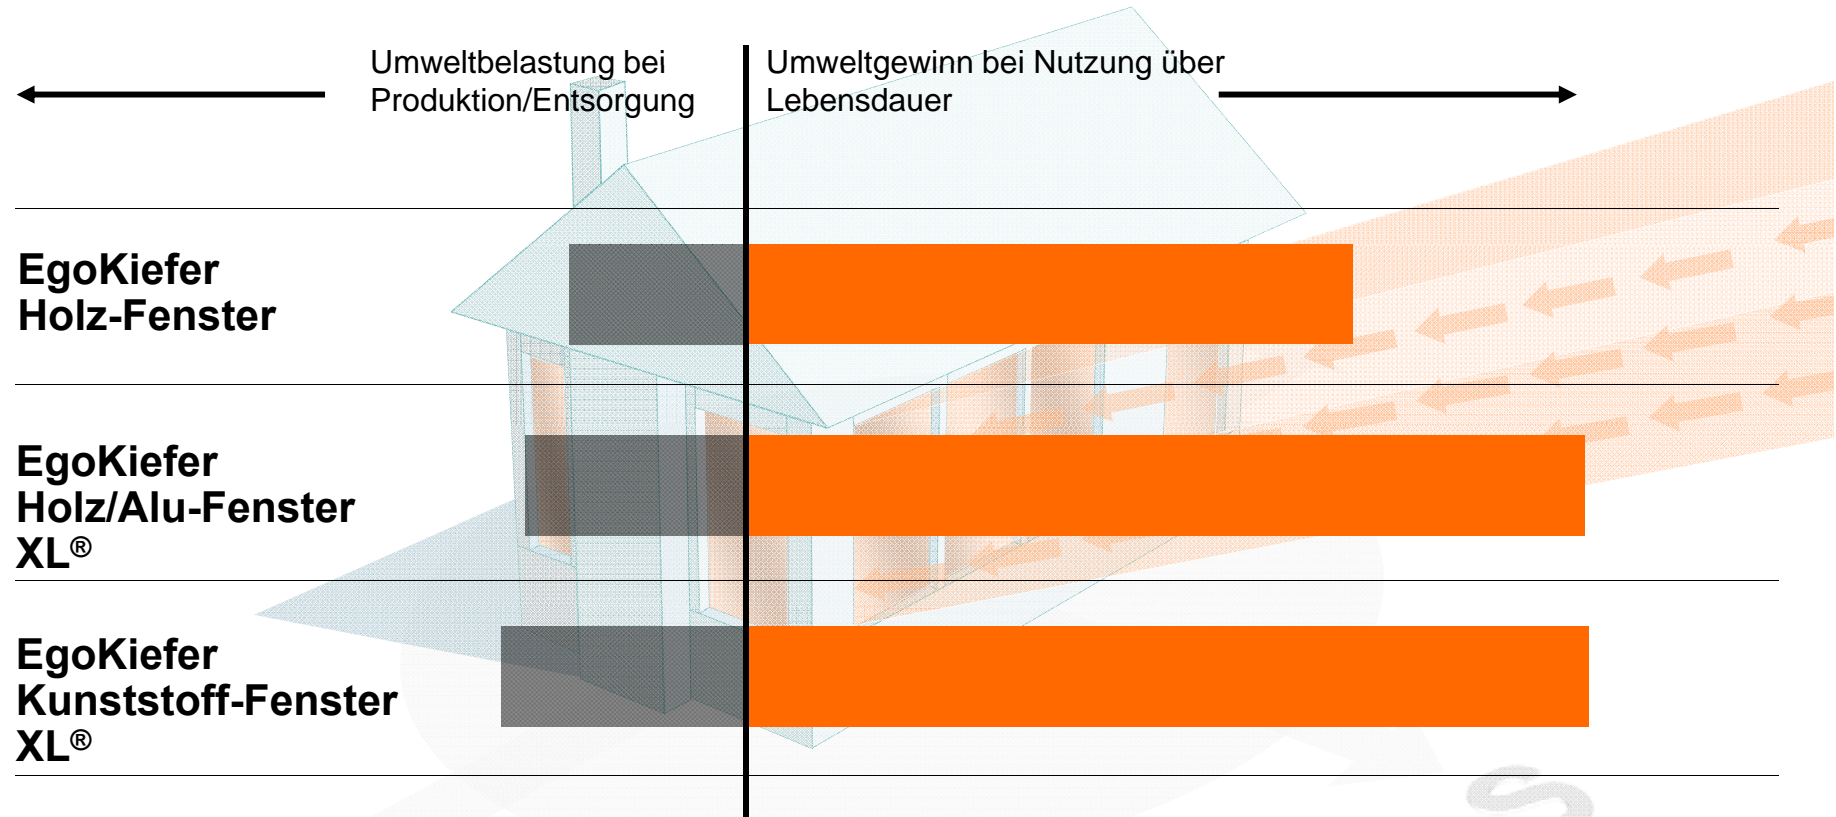 Umweltbelastung bei
Produktion/Entsorgung
Umweltgewinn bei Nutzung über
Lebensdauer
EgoKiefer
Holz-Fenster
EgoKiefer
Holz/Alu-Fenster
XL®
EgoKiefer
Kunststoff-Fenster
XL®
S